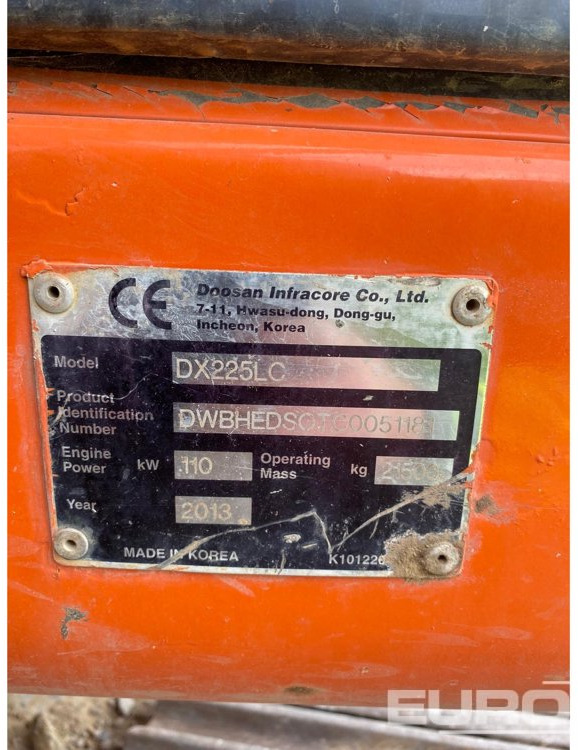 CE Doosan Infracore Co., Ltd.
7-11, Hwasu-dong, Dong-gu,
Incheon, Korea
Model DX225LC
Product
Identification
Number
Engine
Power kW 110 Operating
Mass kg
Year 2013
MADE IN KOREA
EURO